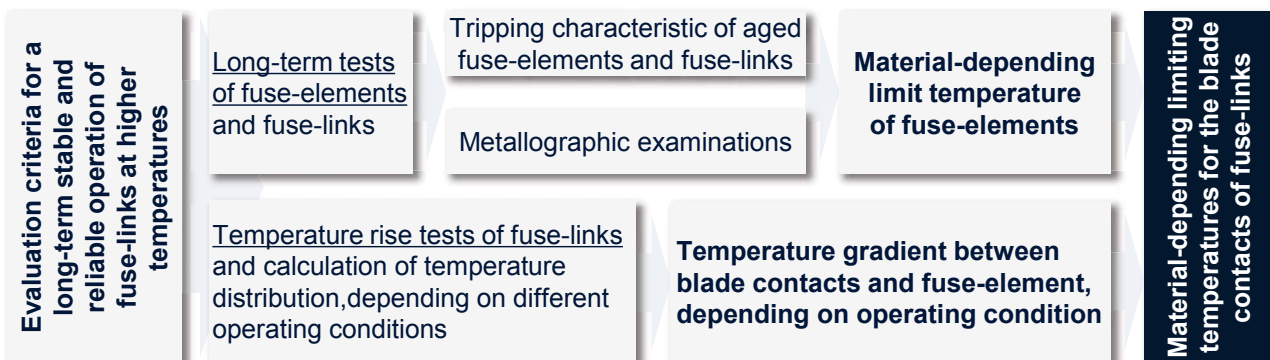 Evaluation criteria for a
long-term stable and
reliable operation of
fuse-links at higher
temperatures
Long-term tests
of fuse-elements
and fuse-links
Tripping characteristic of aged
fuse-elements and fuse-links
Metallographic examinations
Material-depending
limit temperature
of fuse-elements
Temperature rise tests of fuse-links
and calculation of temperature
distribution,depending on different
operating conditions
Temperature gradient between
blade contacts and fuse-element,
depending on operating condition
Material-depending limiting
temperatures for the blade
contacts of fuse-links